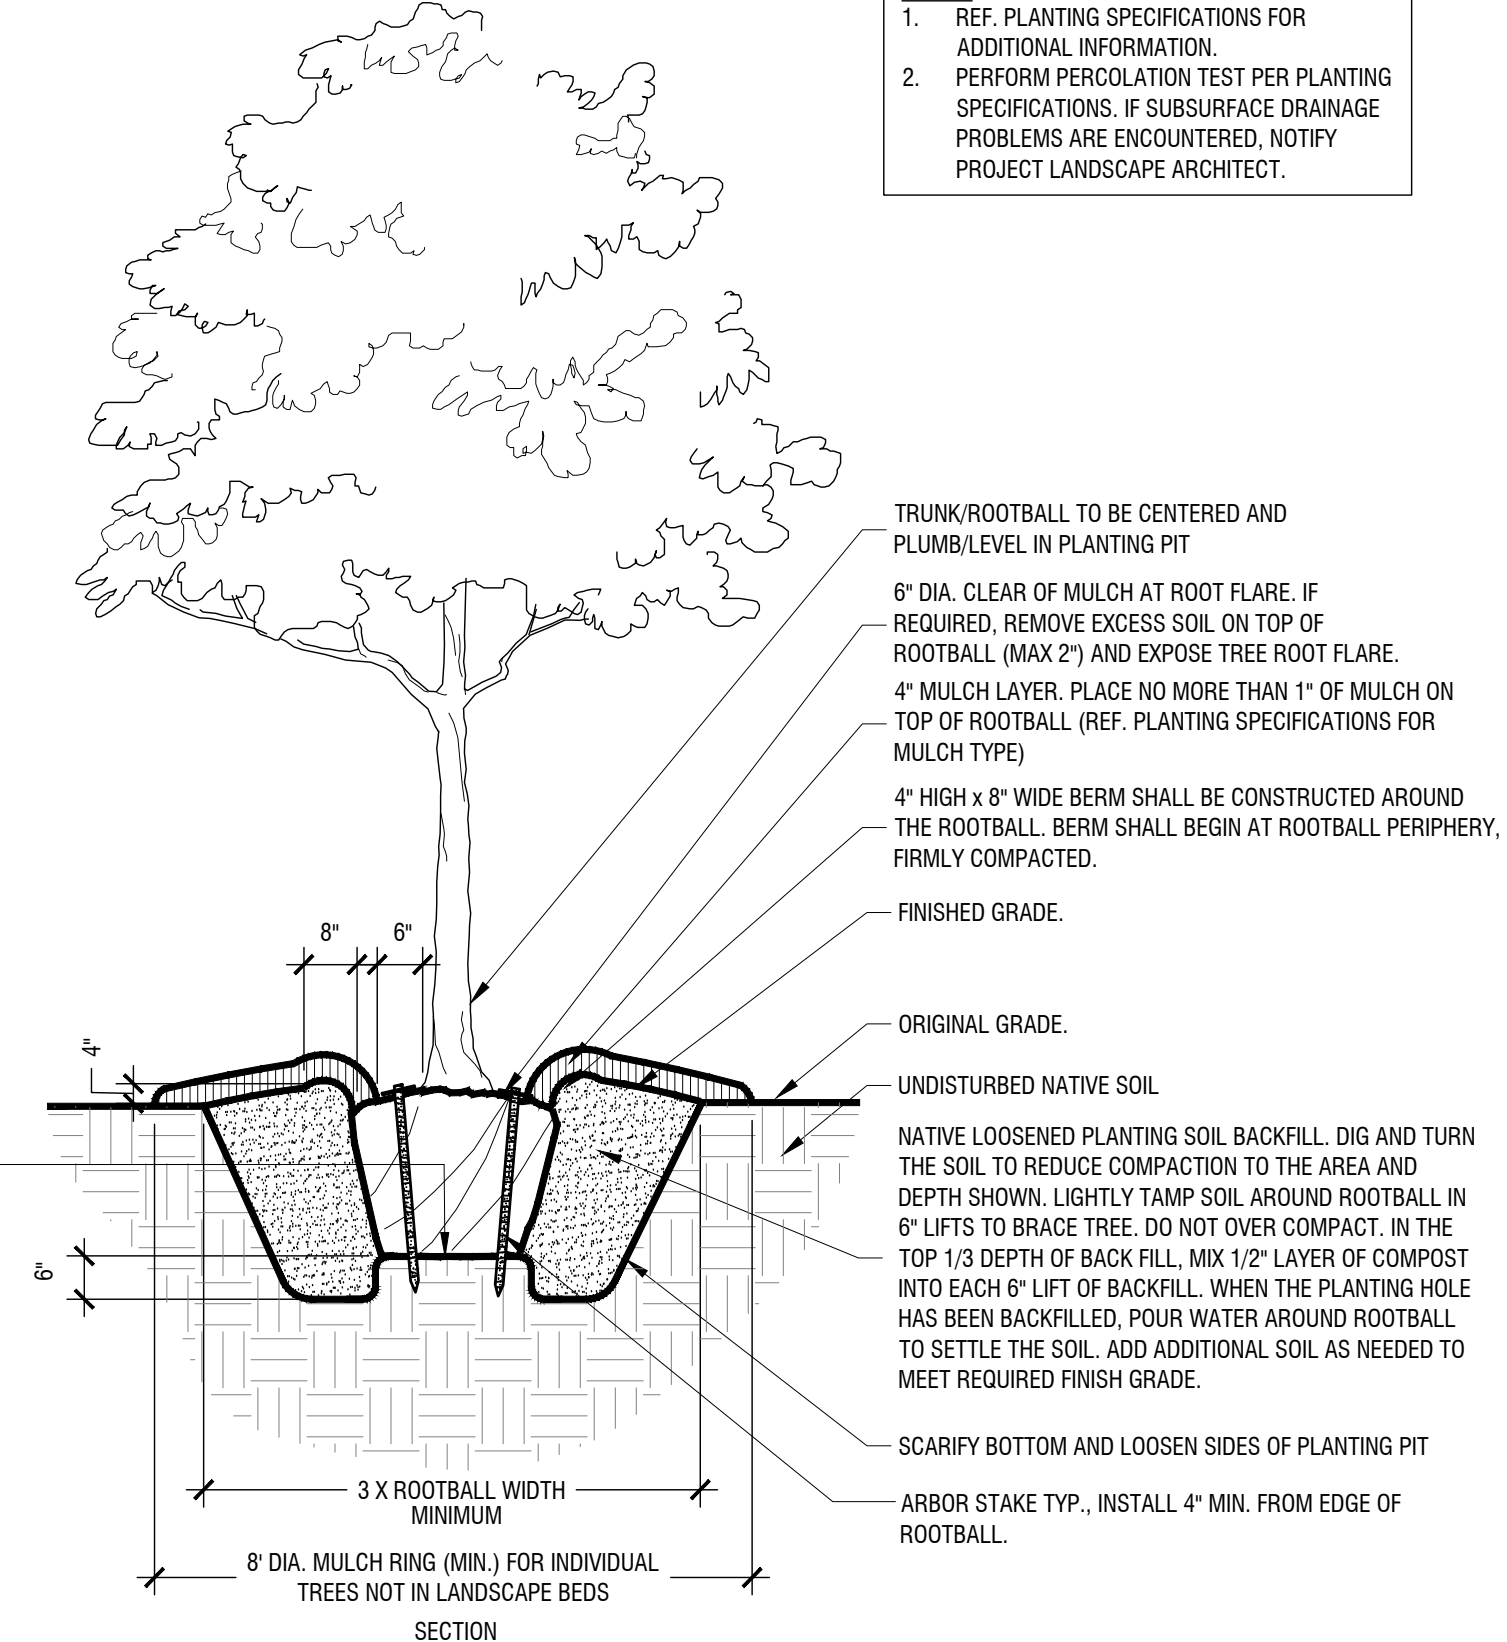 1. REF. PLANTING SPECIFICATIONS FOR
ADDITIONAL INFORMATION.
2. PERFORM PERCOLATION TEST PER PLANTING
SPECIFICATIONS. IF SUBSURFACE DRAINAGE
PROBLEMS ARE ENCOUNTERED, NOTIFY
PROJECT LANDSCAPE ARCHITECT.
TRUNK/ROOTBALL TO BE CENTERED AND
PLUMB/LEVEL IN PLANTING PIT
6" DIA. CLEAR OF MULCH AT ROOT FLARE. IF
REQUIRED, REMOVE EXCESS SOIL ON TOP OF
ROOTBALL (MAX 2") AND EXPOSE TREE ROOT FLARE.
4" MULCH LAYER. PLACE NO MORE THAN 1" OF MULCH ON
TOP OF ROOTBALL (REF. PLANTING SPECIFICATIONS FOR
MULCH TYPE)
4" HIGH x 8" WIDE BERM SHALL BE CONSTRUCTED AROUND
THE ROOTBALL. BERM SHALL BEGIN AT ROOTBALL PERIPHERY,
FIRMLY COMPACTED.
FINISHED GRADE.
8" 6"
ORIGINAL GRADE.
4"
UNDISTURBED NATIVE SOIL
NATIVE LOOSENED PLANTING SOIL BACKFILL. DIG AND TURN
THE SOIL TO REDUCE COMPACTION TO THE AREA AND
DEPTH SHOWN. LIGHTLY TAMP SOIL AROUND ROOTBALL IN
6" LIFTS TO BRACE TREE. DO NOT OVER COMPACT. IN THE
TOP 1/3 DEPTH OF BACK FILL, MIX 1/2" LAYER OF COMPOST
INTO EACH 6" LIFT OF BACKFILL. WHEN THE PLANTING HOLE
HAS BEEN BACKFILLED, POUR WATER AROUND ROOTBALL
TO SETTLE THE SOIL. ADD ADDITIONAL SOIL AS NEEDED TO
MEET REQUIRED FINISH GRADE.
6"
SCARIFY BOTTOM AND LOOSEN SIDES OF PLANTING PIT
3 X ROOTBALL WIDTH
MINIMUM
ARBOR STAKE TYP., INSTALL 4" MIN. FROM EDGE OF
ROOTBALL.
8' DIA. MULCH RING (MIN.) FOR INDIVIDUAL
TREES NOT IN LANDSCAPE BEDS
SECTION